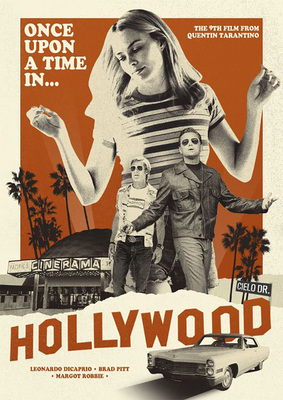 ONCE
UPON
A TIME
IN...
THE 9TH FILM FROM
QUENTIN TARANTINO
CINERAMA
CIELO DR.
HOLLYWOOD
LEONARDO DICAPRIO • BRAD PITT
• MARGOT ROBBIE •